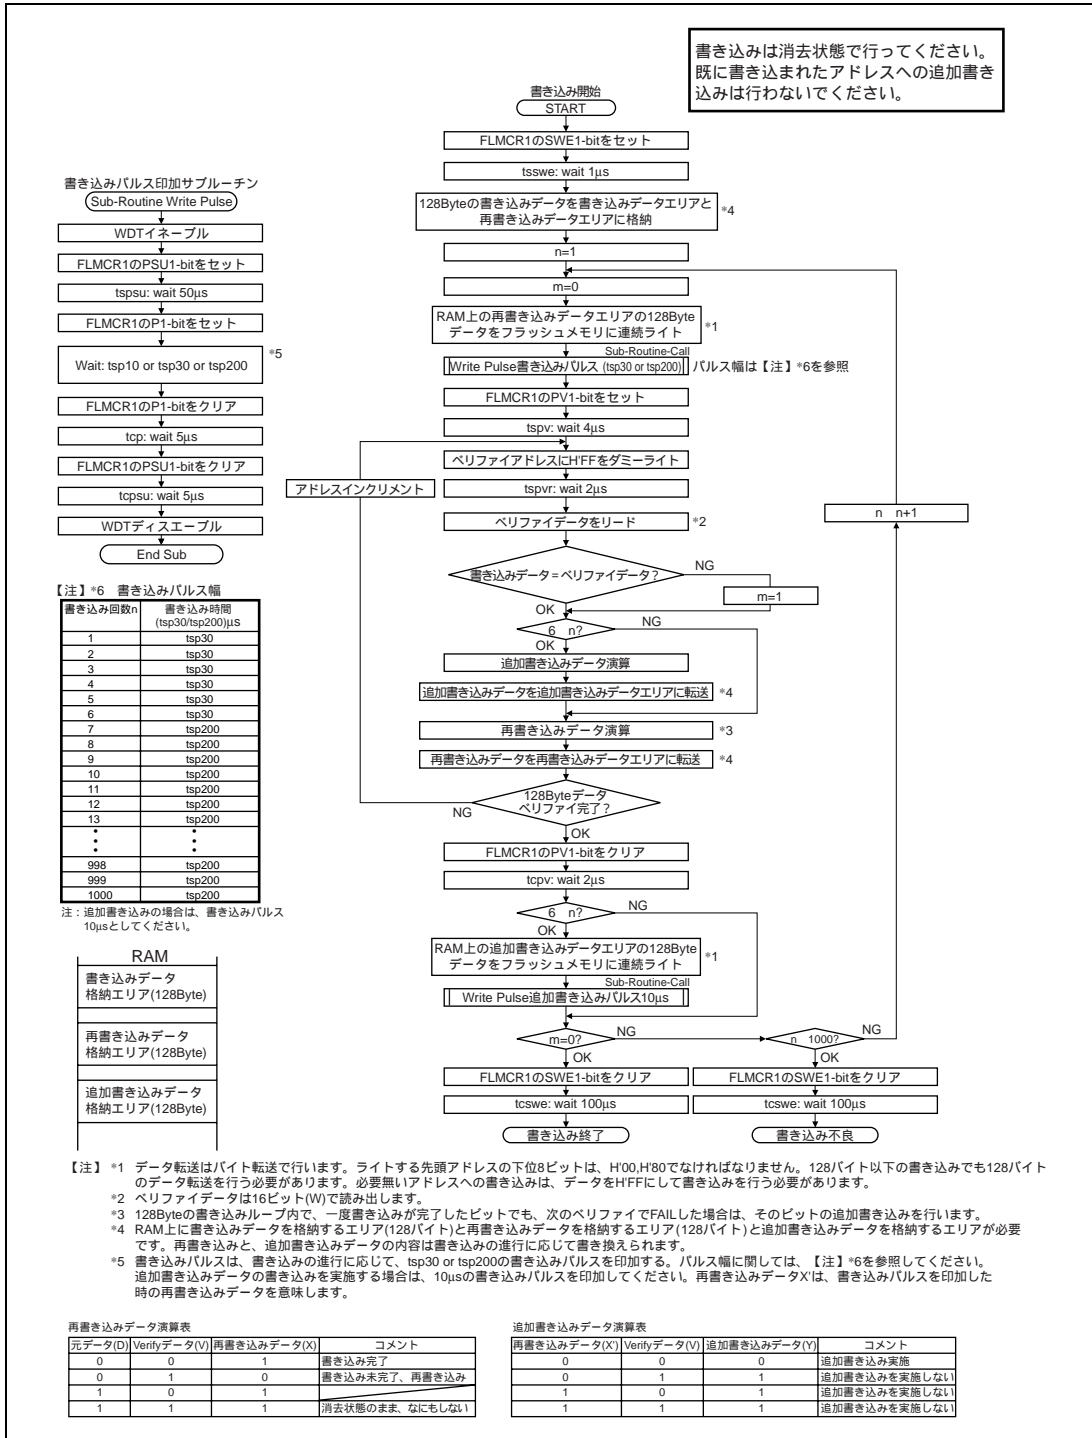 書き込みは消去状態で行ってください。
既に書き込まれたアドレスへの追加書き
込みは行わないでください。
書き込み開始
START
FLMCR1のSWE1-bitをセット
tsswe: wait 1μs
128Byteの書き込みデータを書き込みデータエリアと
再書き込みデータエリアに格納
*4
n=1
m=0
RAM上の再書き込みデータエリアの128Byte
データをフラッシュメモリに連続ライト
*1
Sub-Routine-Call
Write Pulse書き込みパルス (tsp30 or tsp200)
パルス幅は【注】*6を参照
FLMCR1のPV1-bitをセット
tspv: wait 4μs
ベリファイアドレスにH'FFをダミーライト
アドレスインクリメント
tspvr: wait 2μs
ベリファイデータをリード
*2
n n+1
書き込みデータ=ベリファイデータ?
NG
m=1
OK
6 n?
NG
OK
追加書き込みデータ演算
追加書き込みデータを追加書き込みデータエリアに転送
*4
再書き込みデータ演算
*3
再書き込みデータを再書き込みデータエリアに転送
*4
128Byteデータ
ベリファイ完了?
NG
OK
FLMCR1のPV1-bitをクリア
tcpv: wait 2μs
6 n?
NG
OK
RAM上の追加書き込みデータエリアの128Byte
データをフラッシュメモリに連続ライト
*1
Sub-Routine-Call
Write Pulse追加書き込みパルス10μs
m=0?
NG
n 1000?
NG
OK
OK
FLMCR1のSWE1-bitをクリア
FLMCR1のSWE1-bitをクリア
tcswe: wait 100μs
tcswe: wait 100μs
書き込み終了
書き込み不良
書き込みパルス印加サブルーチン
Sub-Routine Write Pulse
WDTイネーブル
FLMCR1のPSU1-bitをセット
tspsu: wait 50μs
FLMCR1のP1-bitをセット
Wait: tsp10 or tsp30 or tsp200
*5
FLMCR1のP1-bitをクリア
tcp: wait 5μs
FLMCR1のPSU1-bitをクリア
tcpsu: wait 5μs
WDTディスエーブル
End Sub
【注】*6 書き込みパルス幅
書き込み回数n 書き込み時間
(tsp30/tsp200)μs
1 tsp30
2 tsp30
3 tsp30
4 tsp30
5 tsp30
6 tsp30
7 tsp200
8 tsp200
9 tsp200
10 tsp200
11 tsp200
12 tsp200
13 tsp200
998 tsp200
999 tsp200
1000 tsp200
注:追加書き込みの場合は、書き込みパルス
10μsとしてください。
RAM
書き込みデータ
格納エリア(128Byte)
再書き込みデータ
格納エリア(128Byte)
追加書き込みデータ
格納エリア(128Byte)
【注】 *1 データ転送はバイト転送で行います。ライトする先頭アドレスの下位8ビットは、H'00,H'80でなければなりません。128バイト以下の書き込みでも128バイト
のデータ転送を行う必要があります。必要無いアドレスへの書き込みは、データをH'FFにして書き込みを行う必要があります。
*2 ベリファイデータは16ビット(W)で読み出します。
*3 128Byteの書き込みループ内で、一度書き込みが完了したビットでも、次のベリファイでFAILした場合は、そのビットの追加書き込みを行います。
*4 RAM上に書き込みデータを格納するエリア(128バイト)と再書き込みデータを格納するエリア(128バイト)と追加書き込みデータを格納するエリアが必要
です。再書き込みと、追加書き込みデータの内容は書き込みの進行に応じて書き換えられます。
*5 書き込みパルスは、書き込みの進行に応じて、tsp30 or tsp200の書き込みパルスを印加する。パルス幅に関しては、【注】*6を参照してください。
追加書き込みデータの書き込みを実施する場合は、10μsの書き込みパルスを印加してください。再書き込みデータX'は、書き込みパルスを印加した
時の再書き込みデータを意味します。
再書き込みデータ演算表
元データ(D) Verifyデータ(V) 再書き込みデータ(X) コメント
0 0 1 書き込み完了
0 1 0 書き込み未完了、再書き込み
1 0 1
1 1 1 消去状態のまま、なにもしない
追加書き込みデータ演算表
再書き込みデータ(X') Verifyデータ(V) 追加書き込みデータ(Y) コメント
0 0 0 追加書き込み実施
0 1 1 追加書き込みを実施しない
1 0 1 追加書き込みを実施しない
1 1 1 追加書き込みを実施しない